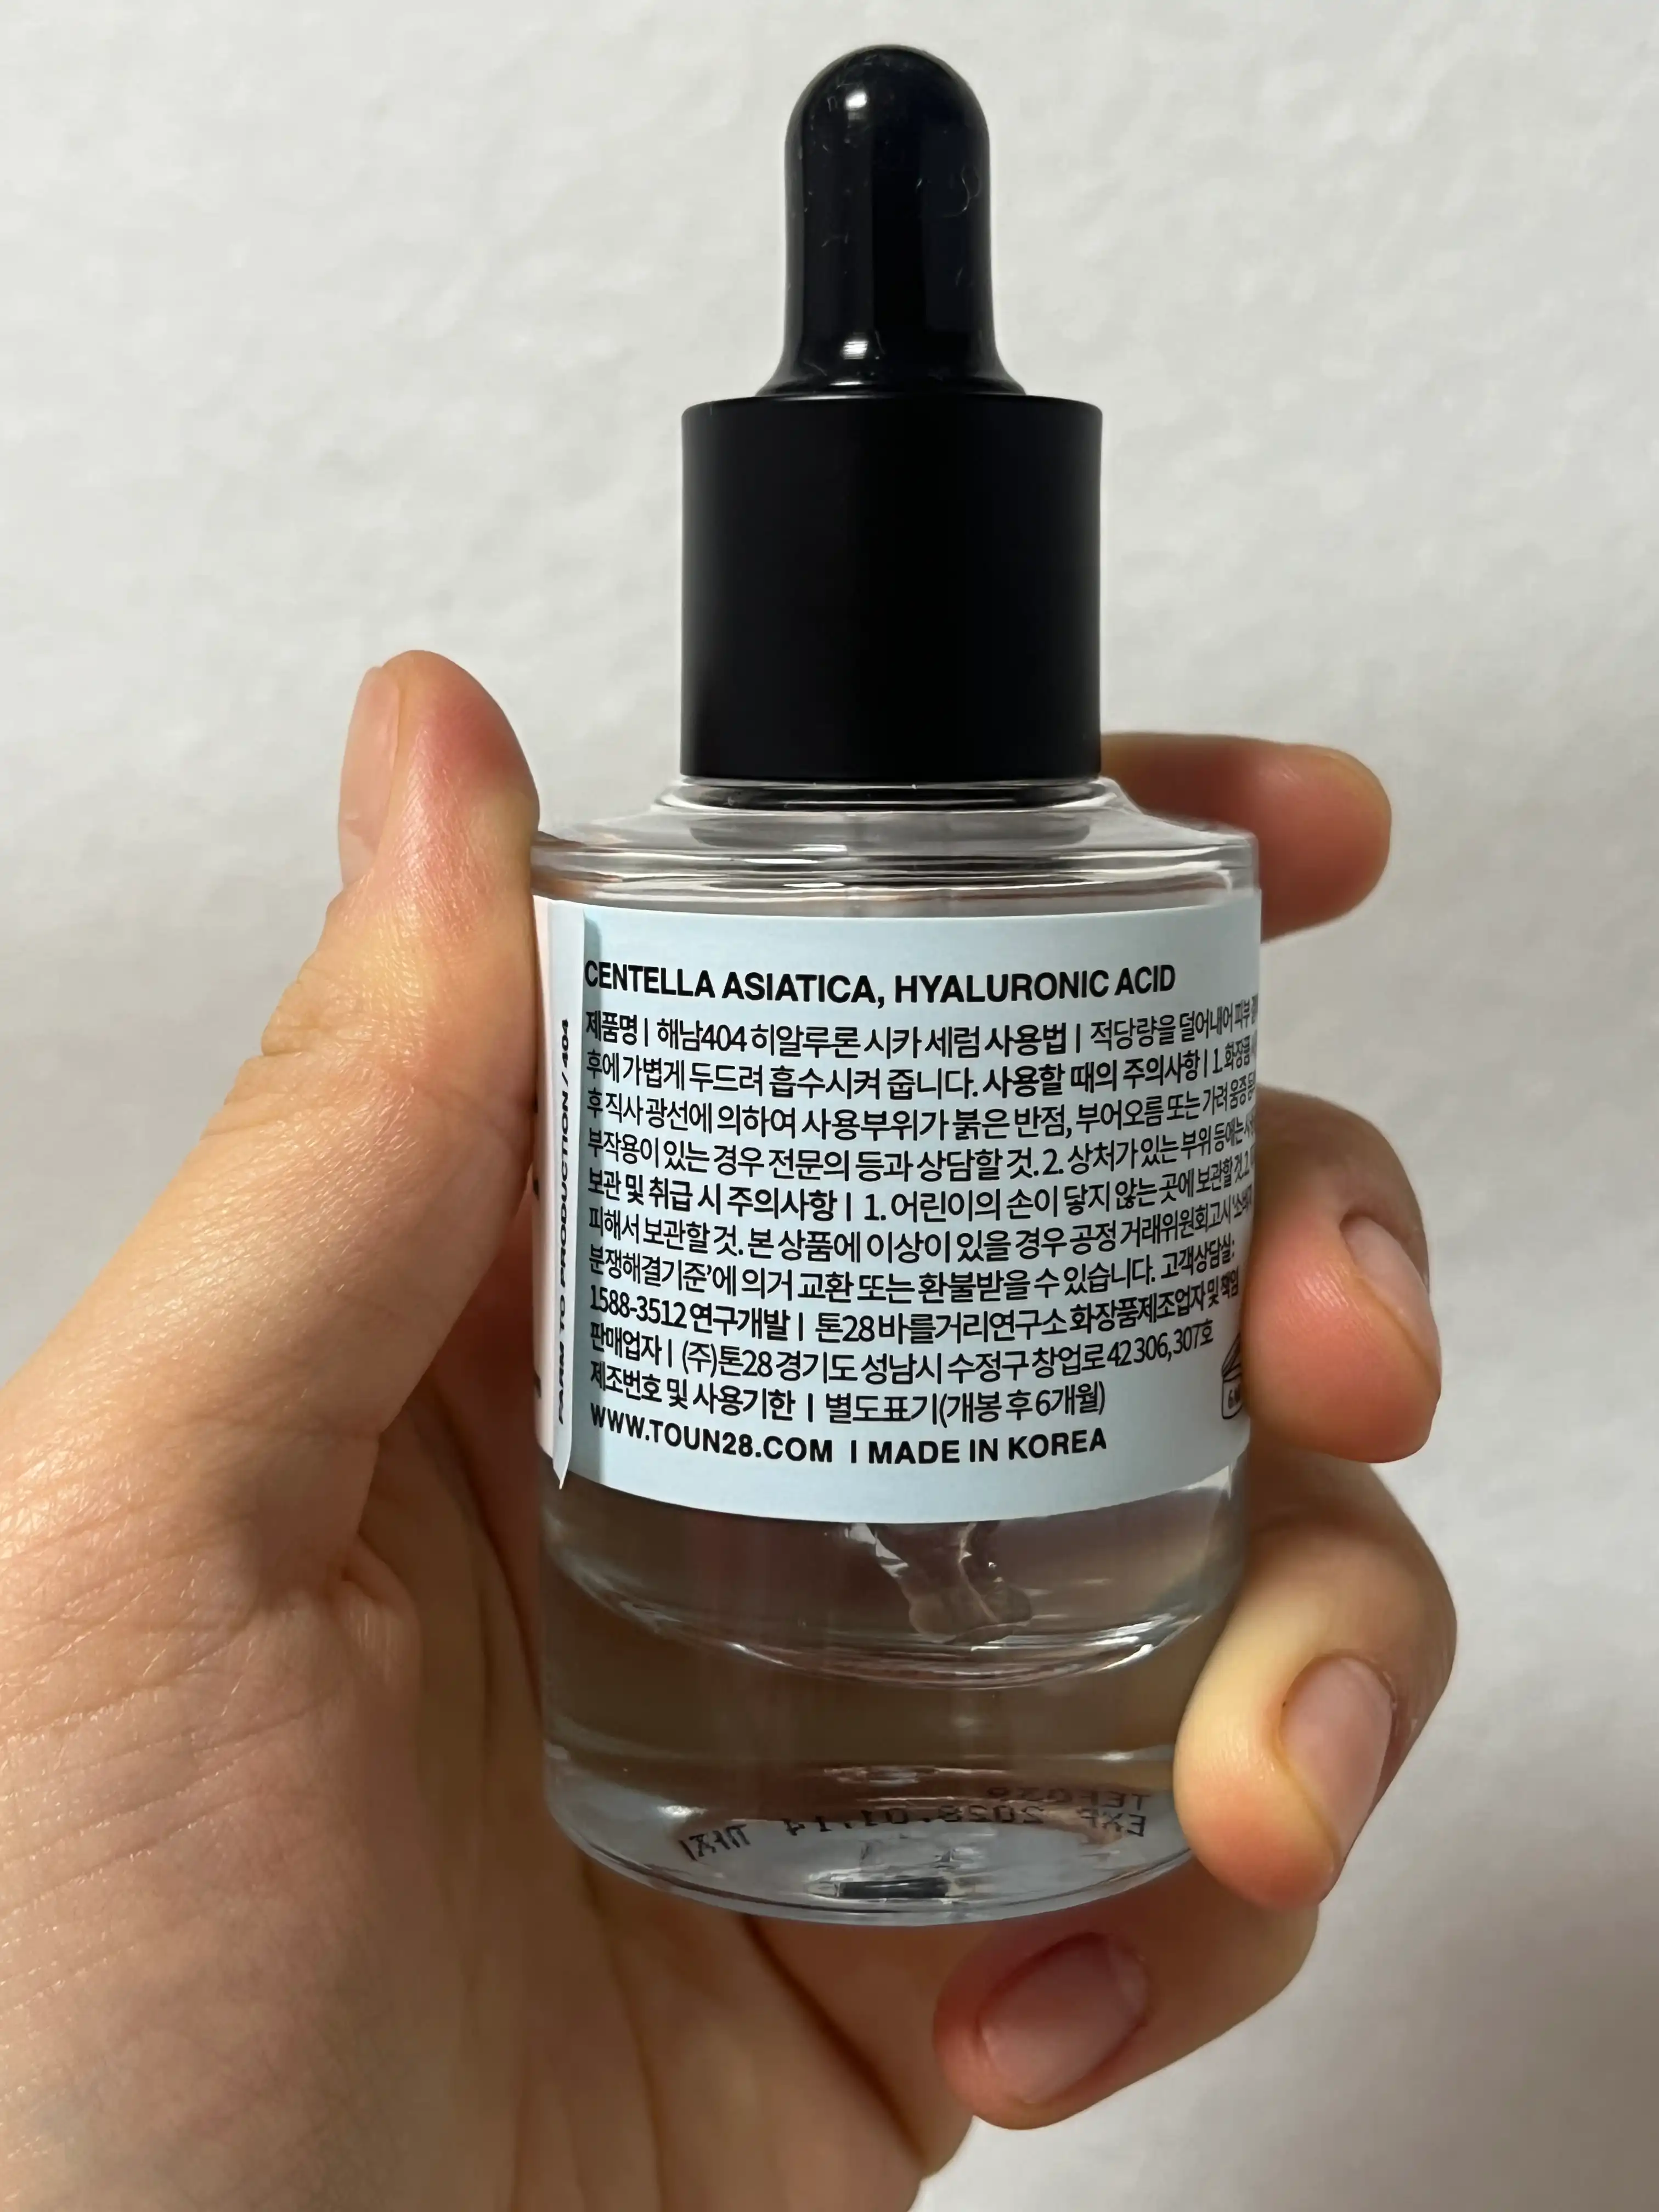 CENTELLA ASIATICA, HYALURONIC ACID
제품명 | 해남404 히알루론 시카 세럼 사용법 | 적당량을 덜어내어 피부
후에 가볍게 두드려 흡수시켜 줍니다. 사용할 때의 주의사항 | 1. 화장품
후 직사광선에 의하여 사용부위가 붉은 반점, 부어오름 또는 가려움증 등의
부작용이 있는 경우 전문의 등과 상담할 것. 2. 상처가 있는 부위 등에는
보관 및 취급 시 주의사항 | 1. 어린이의 손이 닿지 않는 곳에 보관할 것.
피해서 보관할 것. 본 상품에 이상이 있을 경우 공정 거래위원회고시 '소비자
분쟁해결기준'에 의거 교환 또는 환불받을 수 있습니다. 고객상담실:
1588-3512 연구개발 | 톤28 바를거리연구소 화장품제조업자 및 책임
판매업자 | (주)톤28 경기도 성남시 수정구 창업로 42 306, 307호
제조번호 및 사용기한 | 별도표기(개봉 후 6개월)
WWW.TOUN28.COM | MADE IN KOREA
FARM TO PRODUCTION / 404
EXP 2028.01.14 까지